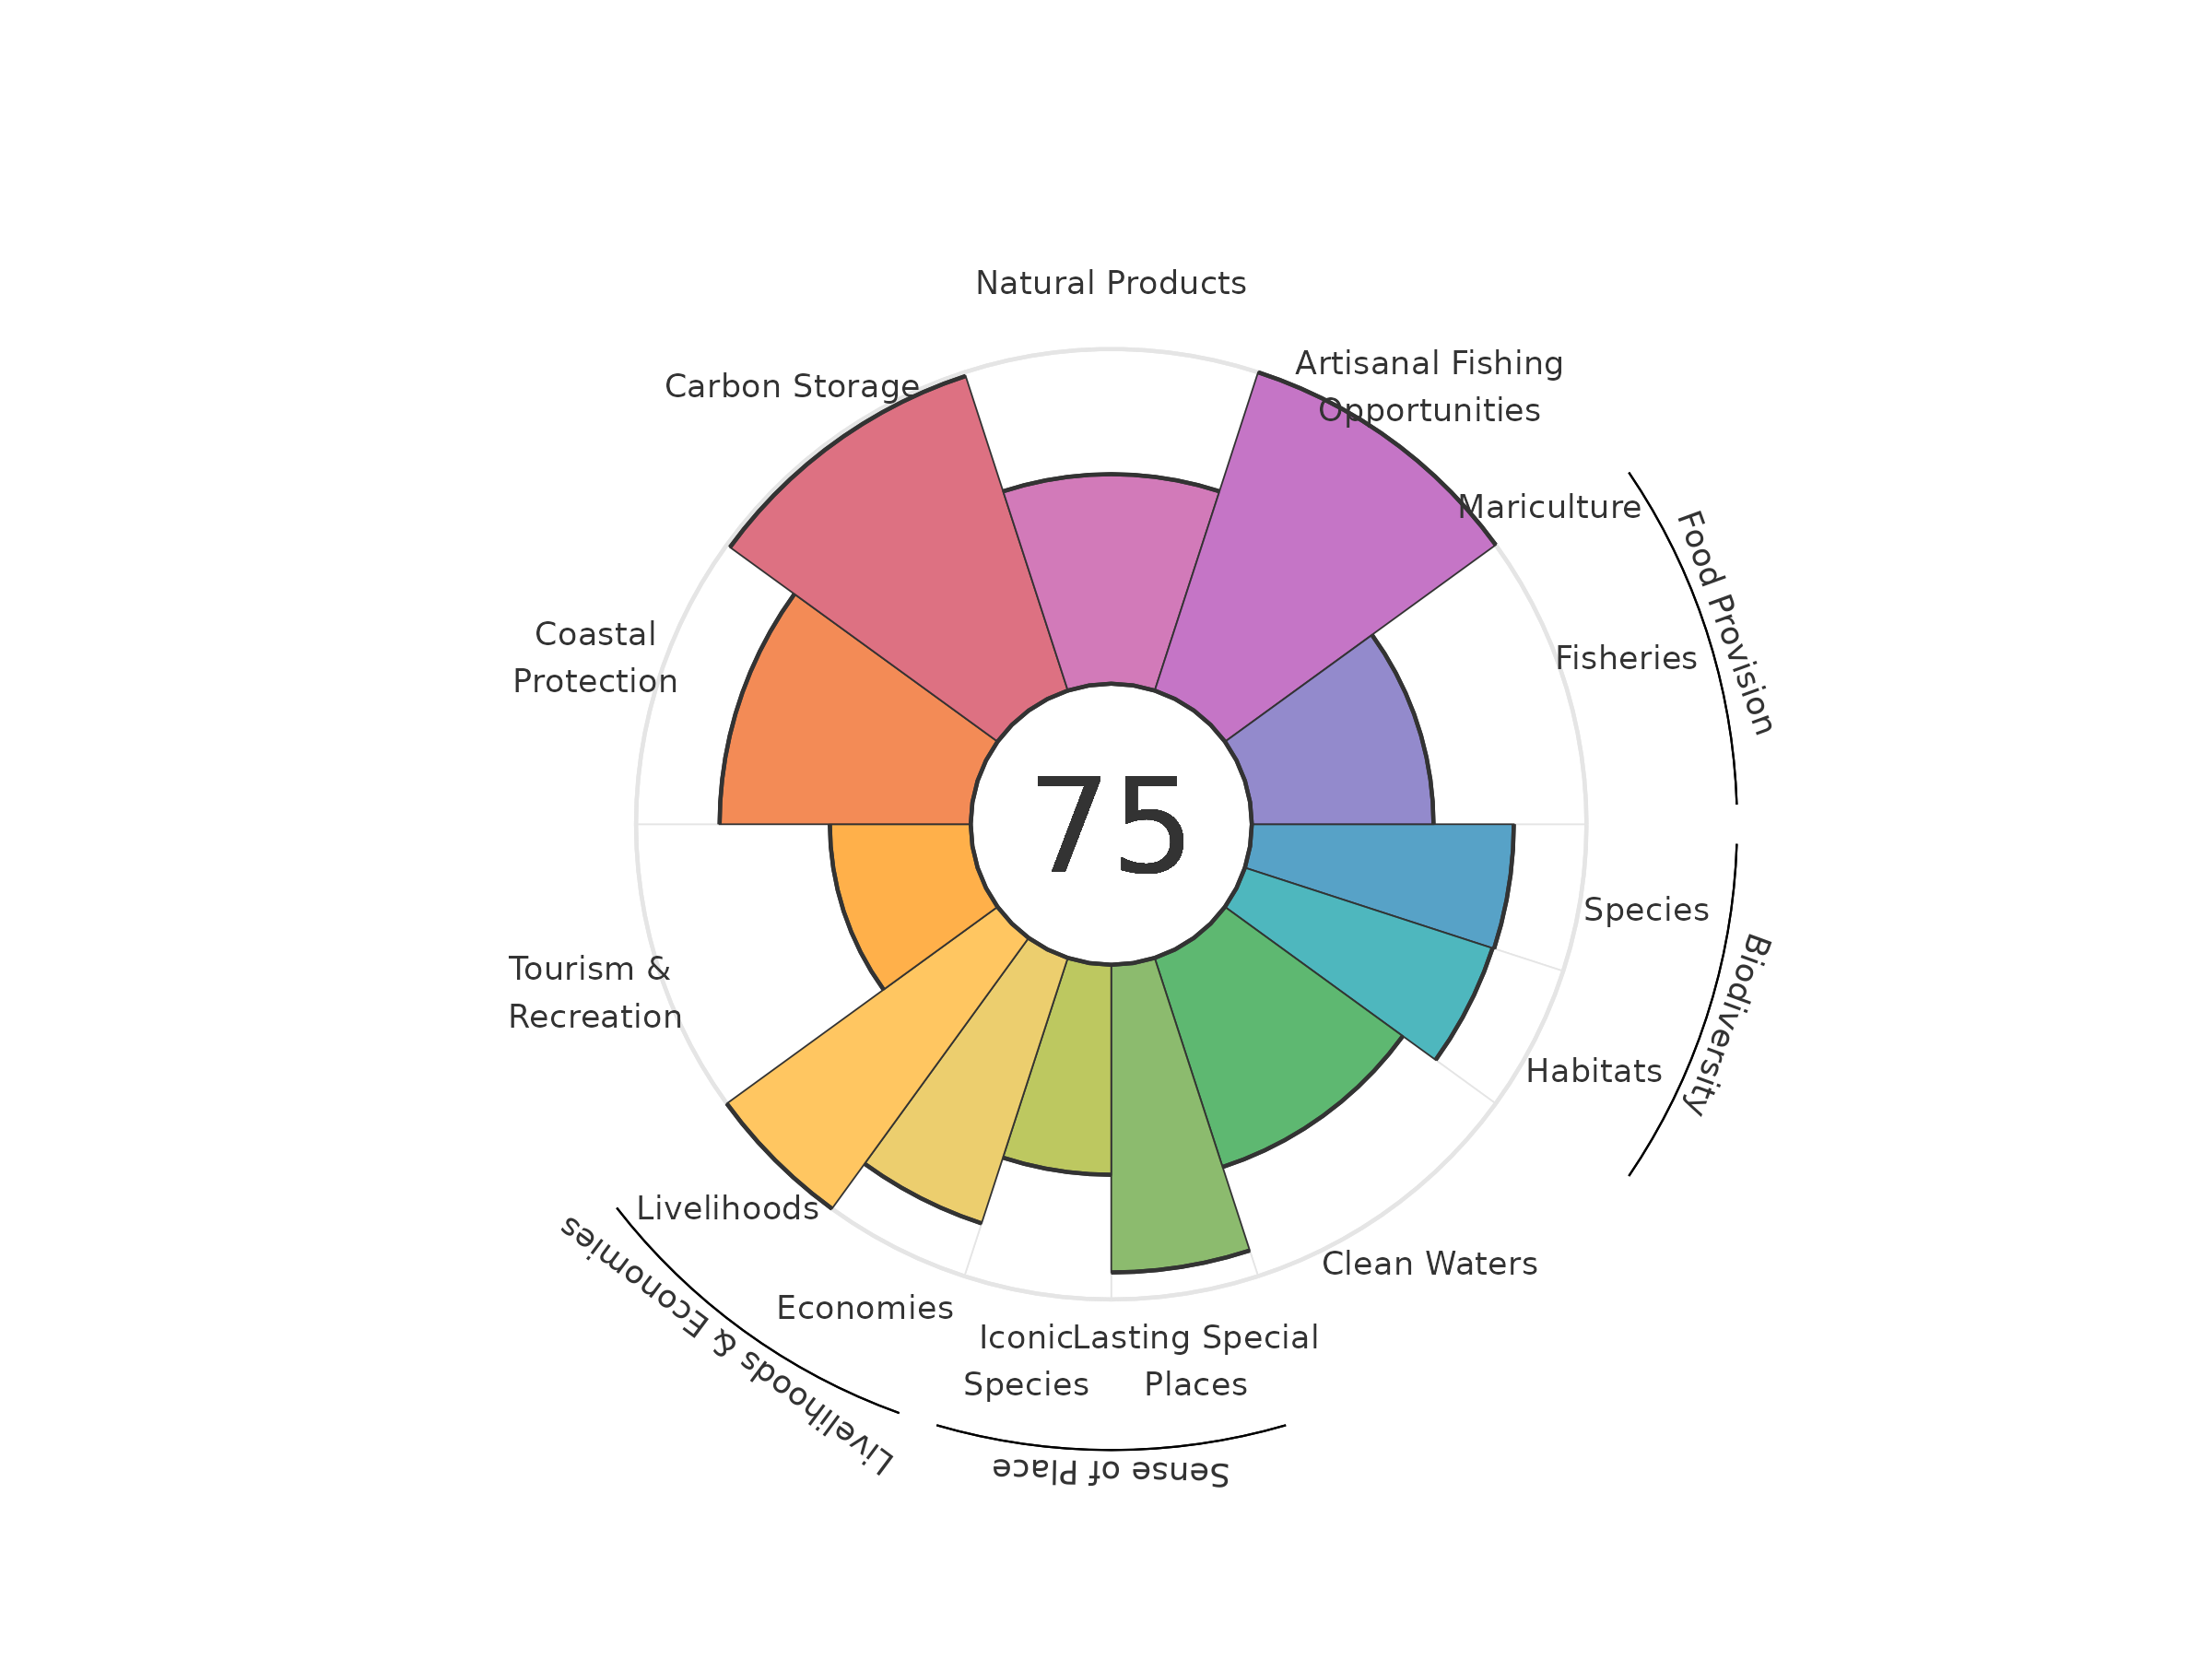 Natural Products
Artisanal Fishing
Opportunities
Carbon Storage
Mariculture
Food Provision
Coastal
Protection
Fisheries
75
Species
Biodiversity
Tourism &
Recreation
Habitats
Livelihoods
Clean Waters
Economies
Livelihoods & Economies
Iconic
Species
Lasting Special
Places
Sense of Place